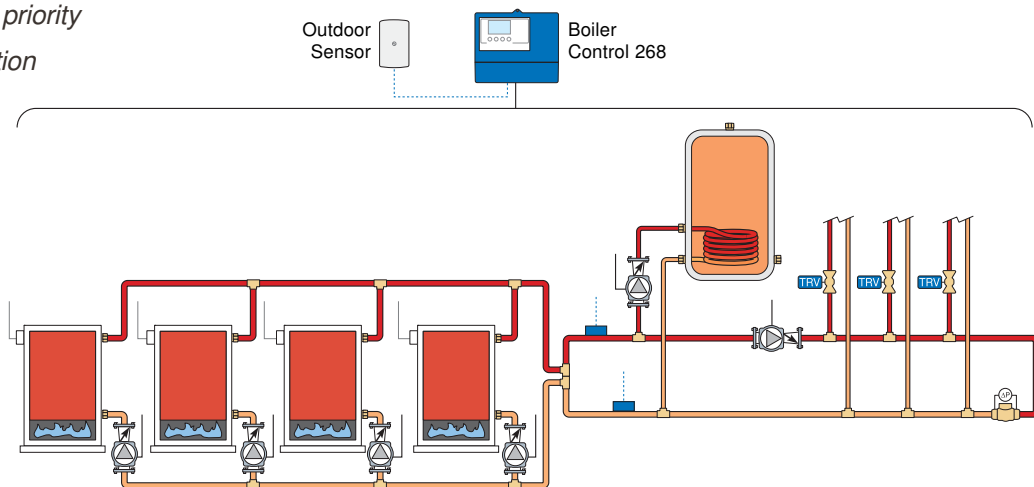 priority
tion
Outdoor
Sensor
Boiler
Control 268
TRV
TRV
TRV
ΔP